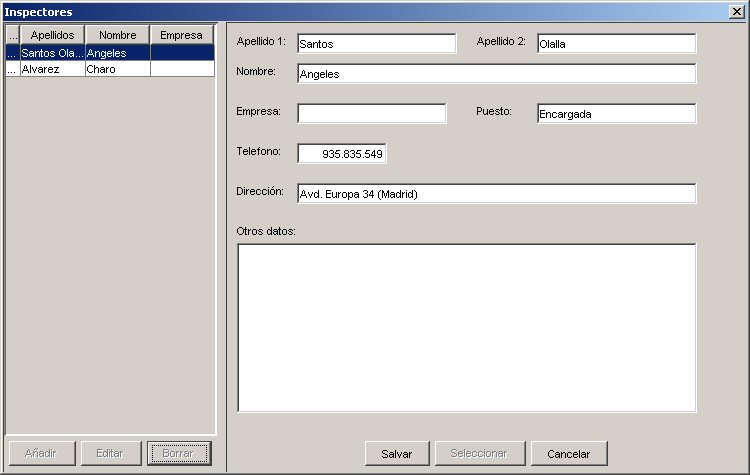 Inspectores
... Apellidos Nombre Empresa
... Santos Ola... Angeles
... Alvarez Charo
Apellido 1: Santos Apellido 2: Olalla
Nombre: Angeles
Empresa: Puesto: Encargada
Telefono: 935.835.549
Dirección: Avd. Europa 34 (Madrid)
Otros datos:
Añadir Editar Borrar Salvar Seleccionar Cancelar